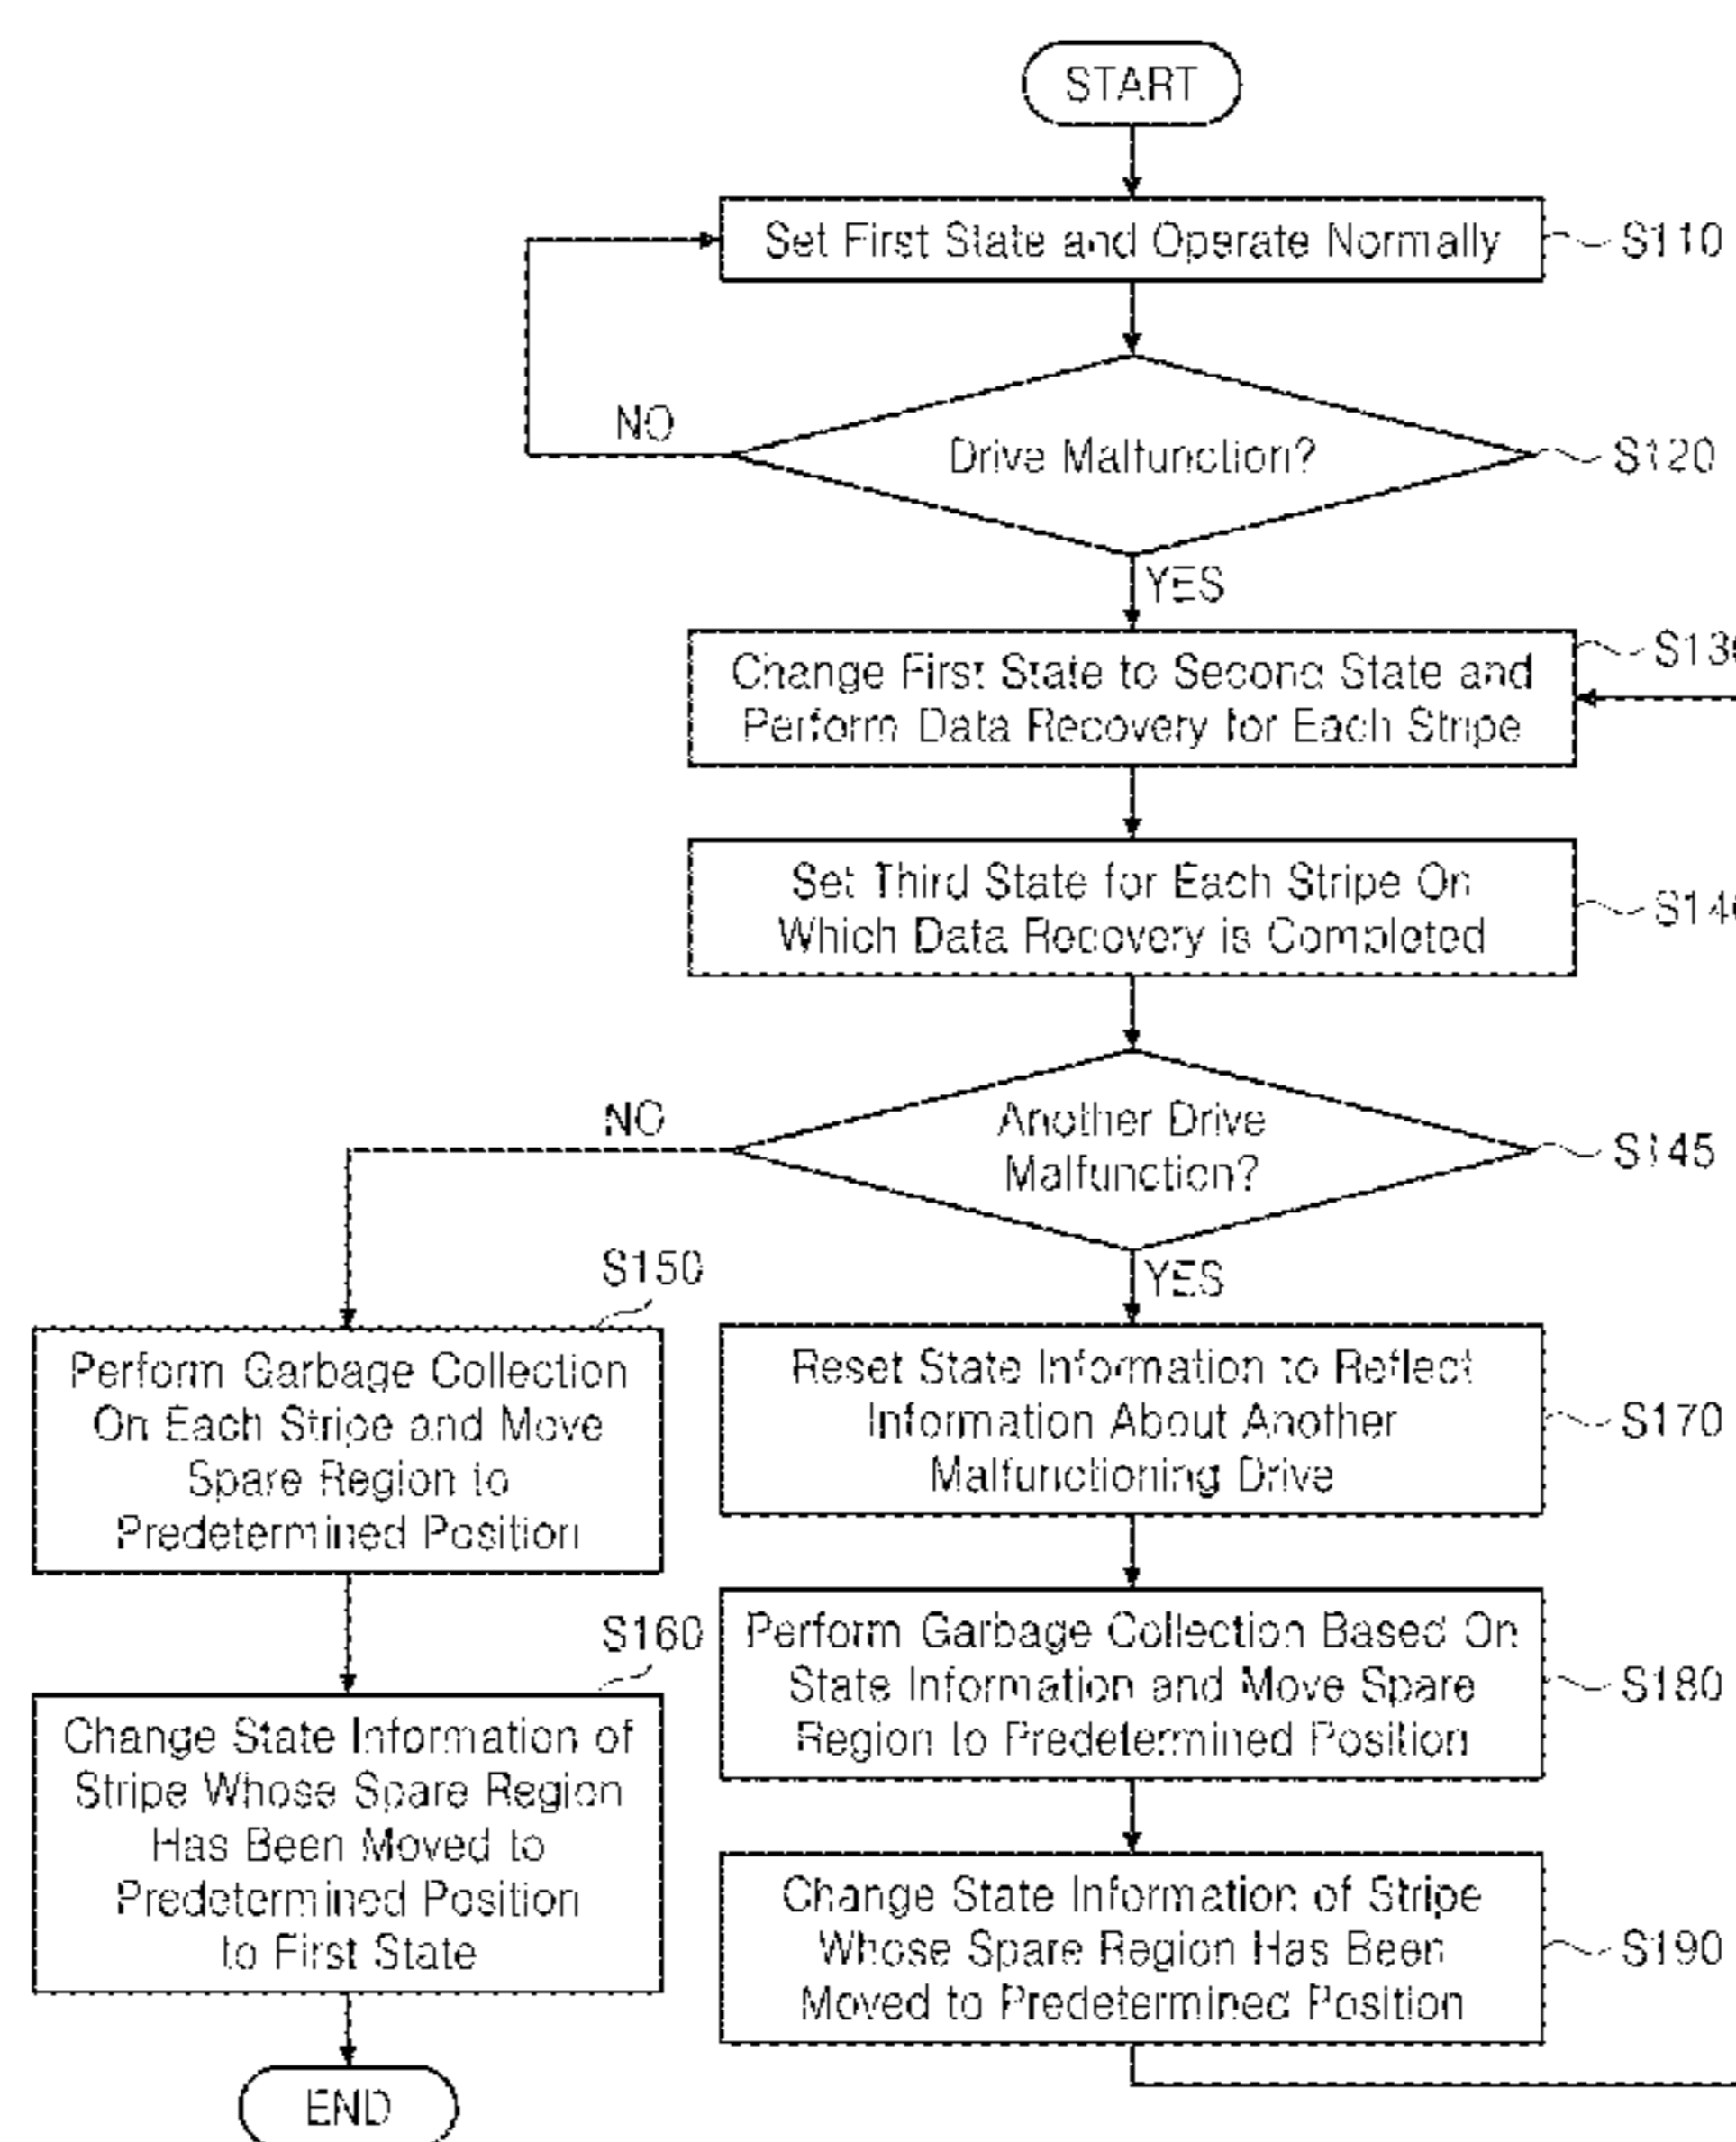 START
Set First State and Operate Normally
S110
NO
Drive Malfunction?
S120
YES
Change First State to Second State and
Perform Data Recovery for Each Stripe
S130
Set Third State for Each Stripe On
Which Data Recovery is Completed
S140
NO
Another Drive
Malfunction?
S145
YES
S150
Perform Garbage Collection
On Each Stripe and Move
Spare Region to
Predetermined Position
Reset State Information to Reflect
Information About Another
Malfunctioning Drive
S170
S160
Change State Information of
Stripe Whose Spare Region
Has Been Moved to
Predetermined Position
to First State
Perform Garbage Collection Based On
State Information and Move Spare
Region to Predetermined Position
S180
Change State Information of Stripe
Whose Spare Region Has Been
Moved to Predetermined Position
S190
END